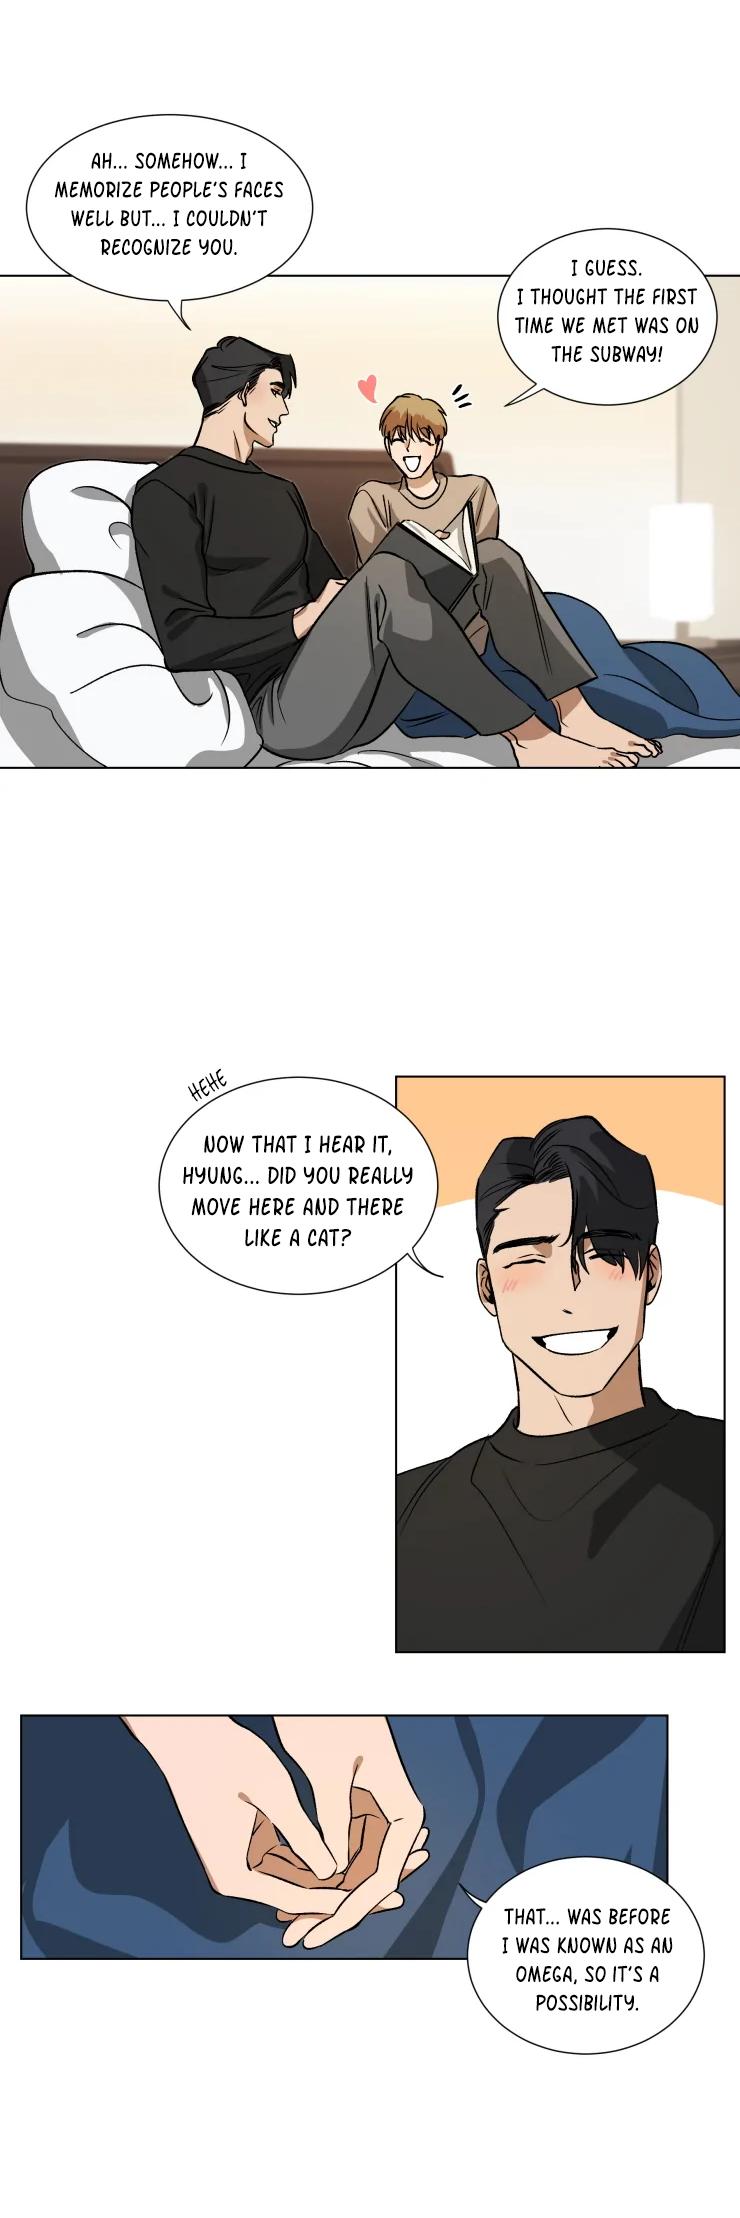 AH... SOMEHOW... I
MEMORIZE PEOPLE'S FACES
WELL BUT... I COULDN'T
RECOGNIZE YOU.
I GUESS.
I THOUGHT THE FIRST
TIME WE MET WAS ON
THE SUBWAY!
HEHE
NOW THAT I HEAR IT,
HYUNG... DID YOU REALLY
MOVE HERE AND THERE
LIKE A CAT?
THAT... WAS BEFORE
I WAS KNOWN AS AN
OMEGA, SO IT'S A
POSSIBILITY.